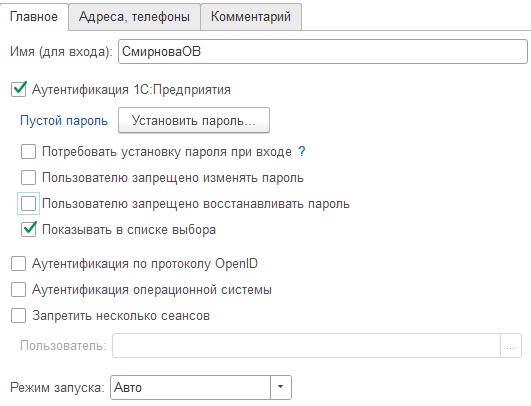 Главное Адреса, телефоны Комментарий
Имя (для входа): СмирноваОВ
Аутентификация 1С:Предприятия
Пустой пароль Установить пароль...
Потребовать установку пароля при входе ?
Пользователю запрещено изменять пароль
Пользователю запрещено восстанавливать пароль
Показывать в списке выбора
Аутентификация по протоколу OpenID
Аутентификация операционной системы
Запретить несколько сеансов
Пользователь: ...
Режим запуска: Авто